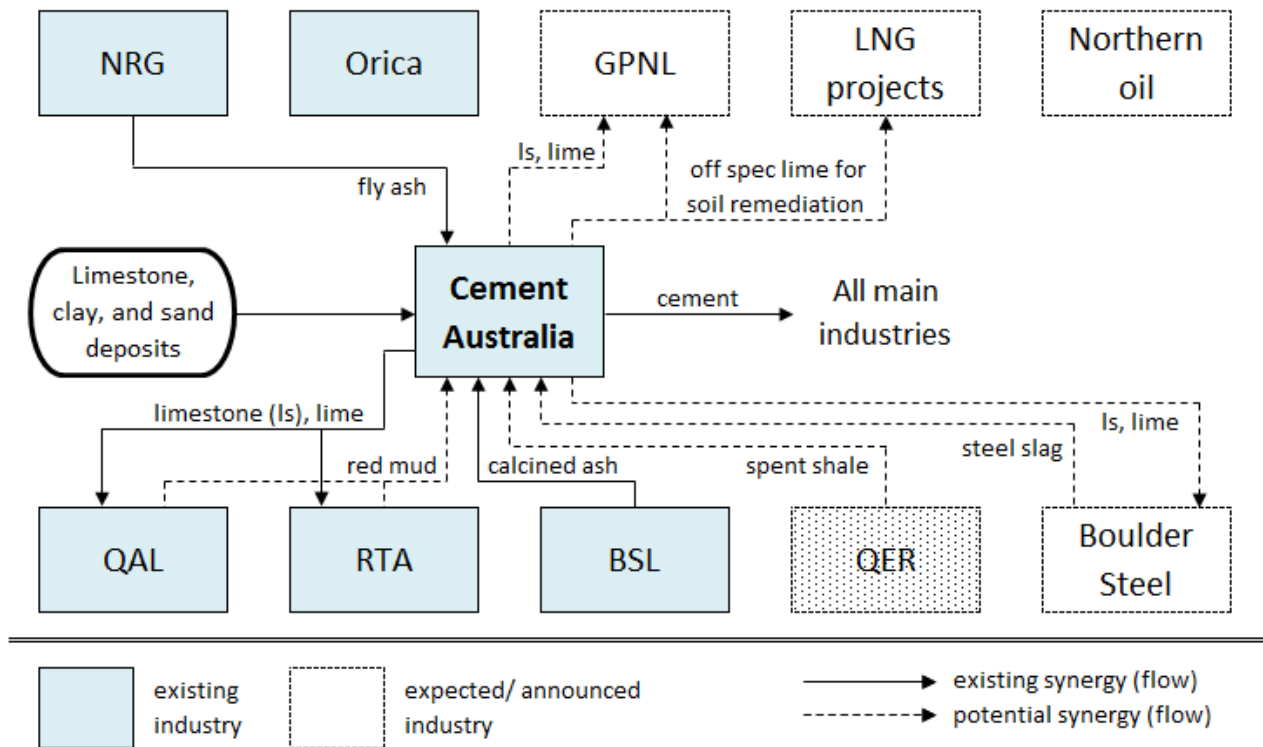 NRG
Orica
GPNL
LNG
projects
Northern
oil
ls, lime
off spec lime for
soil remediation
fly ash
Limestone,
clay, and sand
deposits
Cement
Australia
cement
All main
industries
limestone (ls), lime
red mud
calcined ash
spent shale
steel slag
ls, lime
QAL
RTA
BSL
QER
Boulder
Steel
existing
industry
expected/ announced
industry
existing synergy (flow)
potential synergy (flow)